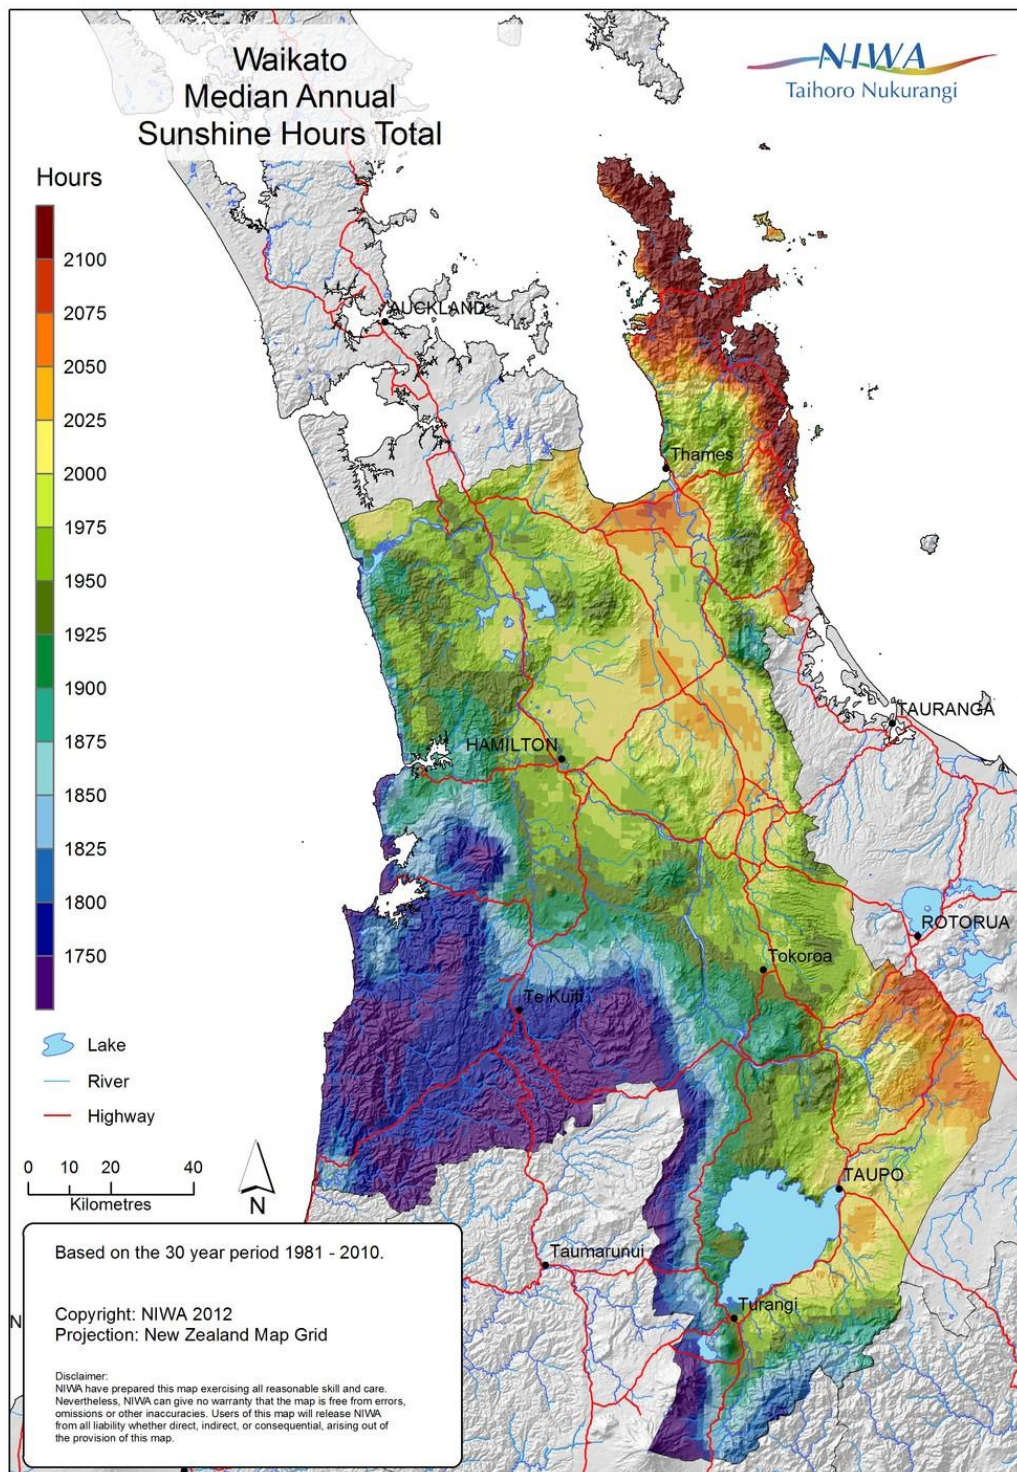 Waikato
Median Annual
Sunshine Hours Total
NIWA
Taihoro Nukurangi
Hours
2100
2075
2050
2025
2000
1975
1950
1925
1900
1875
1850
1825
1800
1750
AUCKLAND
Thames
TAURANGA
HAMILTON
ROTORUA
Tokoroa
Te Kuiti
TAUPO
Taumarunui
Turangi
Lake
River
Highway
0 10 20 40
Kilometres
N
Based on the 30 year period 1981 - 2010.
Copyright: NIWA 2012
Projection: New Zealand Map Grid
Disclaimer:
NIWA have prepared this map exercising all reasonable skill and care.
Nevertheless, NIWA can give no warranty that the map is free from errors,
omissions or other inaccuracies. Users of this map will release NIWA
from all liability whether direct, indirect, or consequential, arising out of
the provision of this map.
N